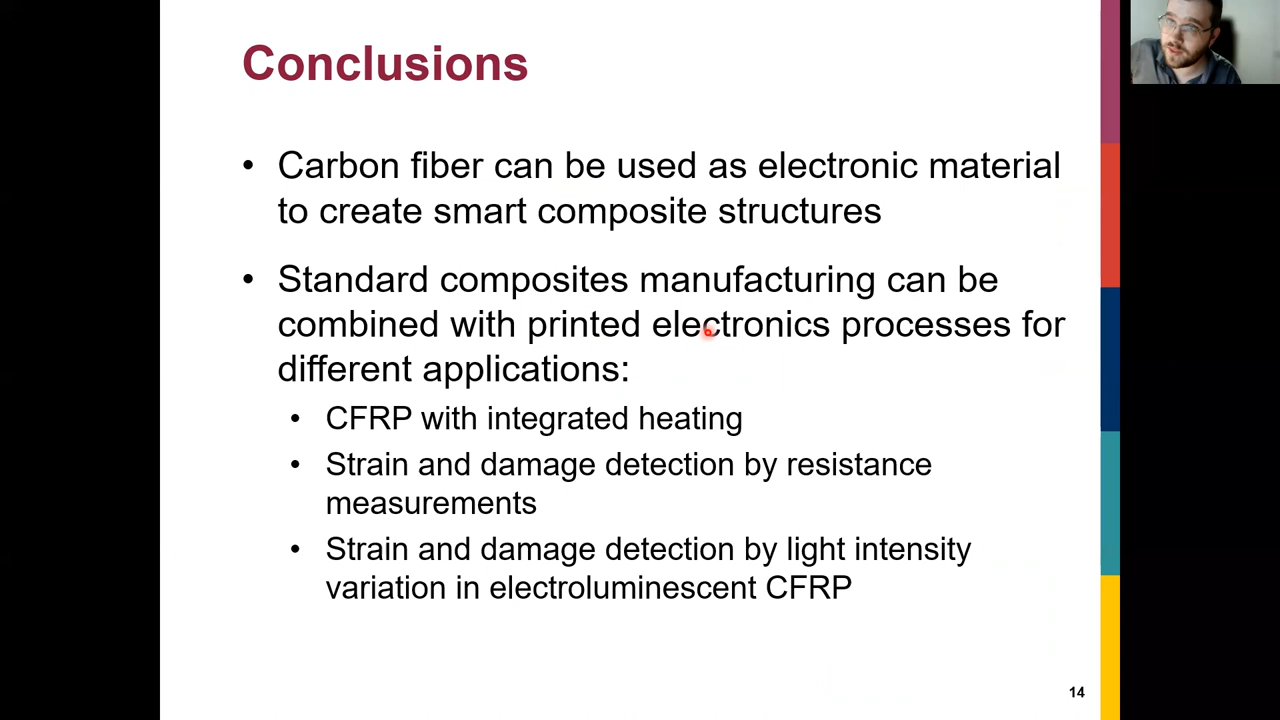 Conclusions
• Carbon fiber can be used as electronic material
to create smart composite structures
• Standard composites manufacturing can be
combined with printed electronics processes for
different applications:
• CFRP with integrated heating
• Strain and damage detection by resistance
measurements
• Strain and damage detection by light intensity
variation in electroluminescent CFRP
14